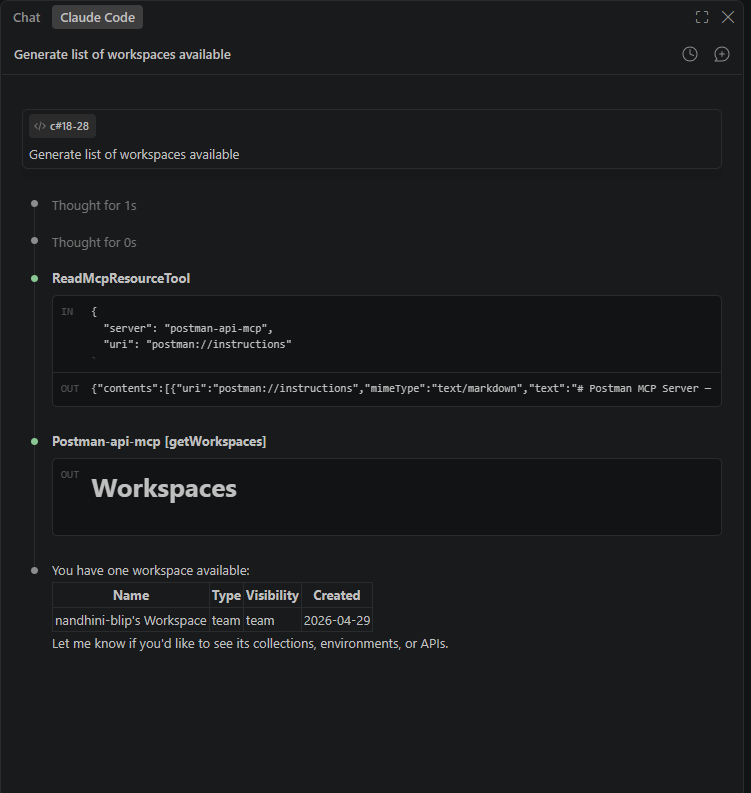 Chat Claude Code
Generate list of workspaces available
</> c#18-28
Generate list of workspaces available
Thought for 1s
Thought for 0s
ReadMcpResourceTool
IN {
"server": "postman-api-mcp",
"uri": "postman://instructions"
OUT {"contents":[{"uri":"postman://instructions","mimeType":"text/markdown","text":"# Postman MCP Server —
Postman-api-mcp [getWorkspaces]
OUT
Workspaces
You have one workspace available:
Name Type Visibility Created
nandhini-blip's Workspace team team 2026-04-29
Let me know if you'd like to see its collections, environments, or APIs.